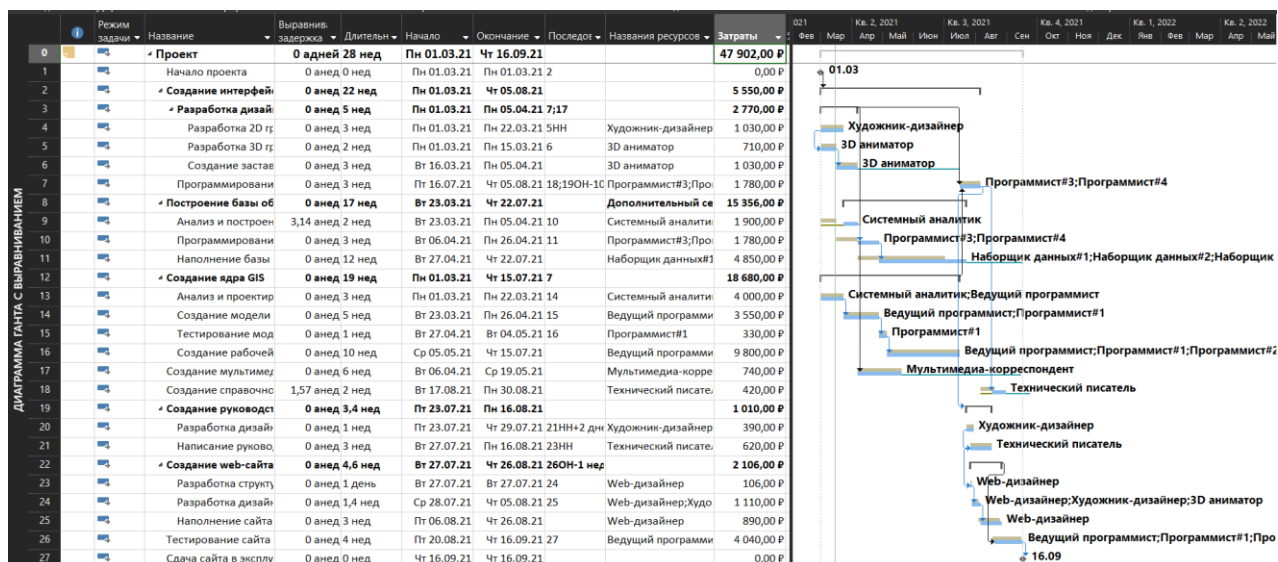 ДИАГРАММА ГАНТА С ВЫРАВНИВАНИЕМ
Режим задачи Название Выравнив. задержка Длительн Начало Окончание Последов Названия ресурсов Затраты
021 Кв. 2, 2021 Кв. 3, 2021 Кв. 4, 2021 Кв. 1, 2022 Кв. 2, 2022
Фев Мар Апр Май Июн Июл Авг Сен Окт Ноя Дек Янв Фев Мар Апр Май
0 Проект 0 адней 28 нед Пн 01.03.21 Чт 16.09.21 47 902,00 ₽
1 Начало проекта 0 анед 0 нед Пн 01.03.21 Пн 01.03.21 2 0,00 ₽ 01.03
2 Создание интерфей 0 анед 22 нед Пн 01.03.21 Чт 05.08.21 5 550,00 ₽
3 Разработка дизай 0 анед 5 нед Пн 01.03.21 Пн 05.04.21 7;17 2 770,00 ₽
4 Разработка 2D гр 0 анед 3 нед Пн 01.03.21 Пн 22.03.21 5НН Художник-дизайнер 1 030,00 ₽ Художник-дизайнер
5 Разработка 3D гр 0 анед 2 нед Пн 01.03.21 Пн 15.03.21 6 3D аниматор 710,00 ₽ 3D аниматор
6 Создание застав 0 анед 3 нед Вт 16.03.21 Пн 05.04.21 3D аниматор 1 030,00 ₽ 3D аниматор
7 Программировани 0 анед 3 нед Пт 16.07.21 Чт 05.08.21 18;19ОН-10 Программист#3;Про 1 780,00 ₽ Программист#3;Программист#4
8 Построение базы об 0 анед 17 нед Вт 23.03.21 Чт 22.07.21 Дополнительный се 15 356,00 ₽
9 Анализ и построен 3,14 анед 2 нед Вт 23.03.21 Пн 05.04.21 10 Системный аналити 1 900,00 ₽ Системный аналитик
10 Программировани 0 анед 3 нед Вт 06.04.21 Пн 26.04.21 11 Программист#3;Про 1 780,00 ₽ Программист#3;Программист#4
11 Наполнение базы 0 анед 12 нед Вт 27.04.21 Чт 22.07.21 Наборщик данных#1 4 850,00 ₽ Наборщик данных#1;Наборщик данных#2;Наборщик
12 Создание ядра GIS 0 анед 19 нед Пн 01.03.21 Чт 15.07.21 7 18 680,00 ₽
13 Анализ и проектир 0 анед 3 нед Пн 01.03.21 Пн 22.03.21 14 Системный аналити 4 000,00 ₽ Системный аналитик;Ведущий программист
14 Создание модели 0 анед 5 нед Вт 23.03.21 Пн 26.04.21 15 Ведущий программи 3 550,00 ₽ Ведущий программист;Программист#1
15 Тестирование мод 0 анед 1 нед Вт 27.04.21 Вт 04.05.21 16 Программист#1 330,00 ₽ Программист#1
16 Создание рабочей 0 анед 10 нед Ср 05.05.21 Чт 15.07.21 Ведущий программи 9 800,00 ₽ Ведущий программист;Программист#1;Программист#2
17 Создание мультимед 0 анед 6 нед Вт 06.04.21 Ср 19.05.21 Мультимедиа-корре 740,00 ₽ Мультимедиа-корреспондент
18 Создание справочно 1,57 анед 2 нед Вт 17.08.21 Пн 30.08.21 Технический писате 420,00 ₽ Технический писатель
19 Создание руководст 0 анед 3,4 нед Пт 23.07.21 Пн 16.08.21 1 010,00 ₽
20 Разработка дизайн 0 анед 1 нед Пт 23.07.21 Чт 29.07.21 21НН+2 дн Художник-дизайнер 390,00 ₽ Художник-дизайнер
21 Написание руково 0 анед 3 нед Вт 27.07.21 Пн 16.08.21 23НН Технический писате 620,00 ₽ Технический писатель
22 Создание web-сайта 0 анед 4,6 нед Вт 27.07.21 Чт 26.08.21 26ОН-1 нед 2 106,00 ₽
23 Разработка структу 0 анед 1 день Вт 27.07.21 Вт 27.07.21 24 Web-дизайнер 106,00 ₽ Web-дизайнер
24 Разработка дизайн 0 анед 1,4 нед Ср 28.07.21 Чт 05.08.21 25 Web-дизайнер;Худо 1 110,00 ₽ Web-дизайнер;Художник-дизайнер;3D аниматор
25 Наполнение сайта 0 анед 3 нед Пт 06.08.21 Чт 26.08.21 Web-дизайнер 890,00 ₽ Web-дизайнер
26 Тестирование сайта 0 анед 4 нед Пт 20.08.21 Чт 16.09.21 27 Ведущий программи 4 040,00 ₽ Ведущий программист;Программист#1;Про
27 Сдача сайта в эксплу 0 анед 0 нед Чт 16.09.21 Чт 16.09.21 0,00 ₽ 16.09